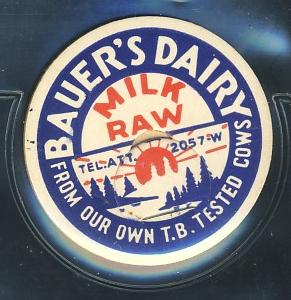 BAUER'S DAIRY
MILK
RAW
TEL. ATT. 2057-W
FROM OUR OWN T.B. TESTED COWS